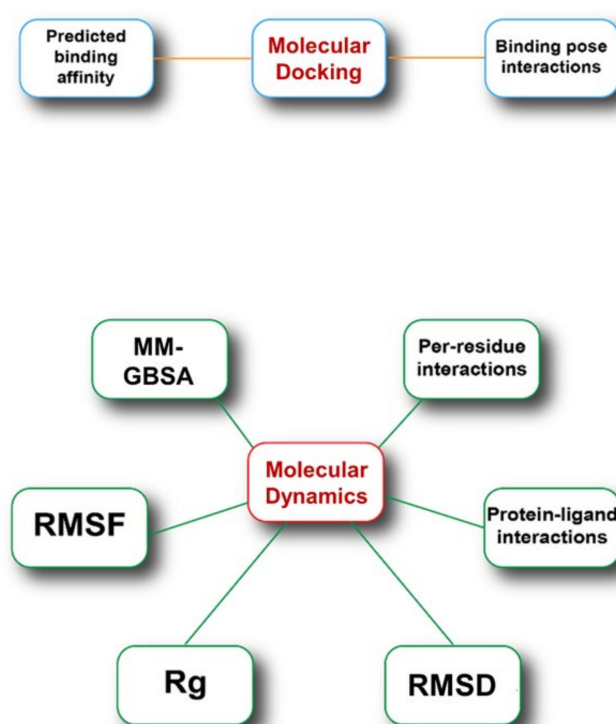 Predicted
binding
affinity
Molecular
Docking
Binding pose
interactions
MM-
GBSA
Per-residue
interactions
Molecular
Dynamics
RMSF
Protein-ligand
interactions
Rg
RMSD